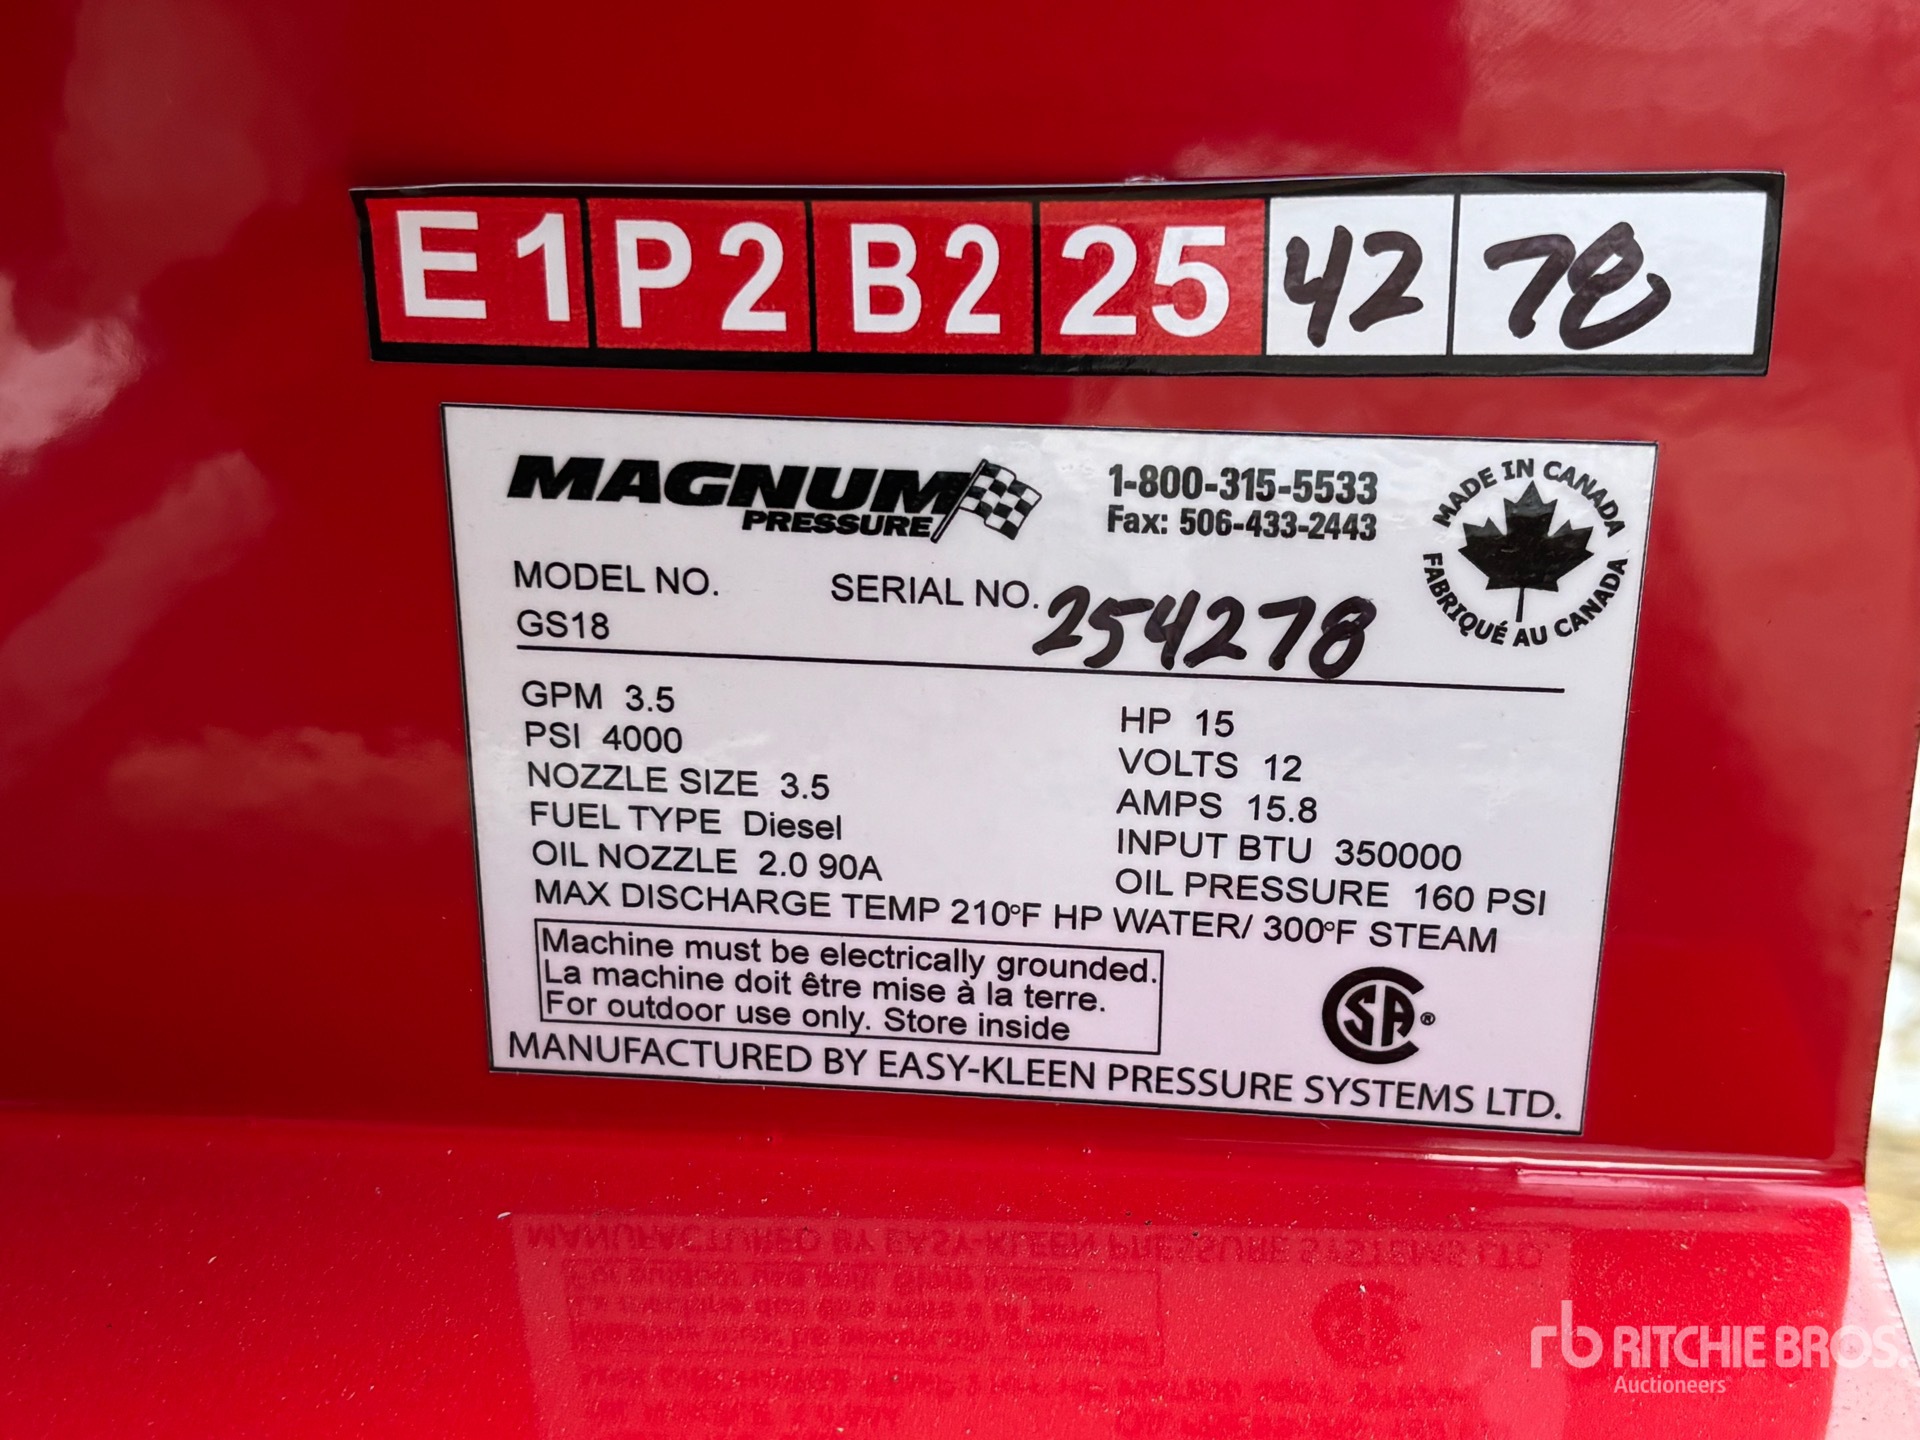 E1 P2 B2 25 42 78
MAGNUM
PRESSURE
1-800-315-5533
Fax: 506-433-2443
MADE IN CANADA
FABRIQUÉ AU CANADA
MODEL NO.
GS18
SERIAL NO. 254278
GPM 3.5
PSI 4000
NOZZLE SIZE 3.5
FUEL TYPE Diesel
OIL NOZZLE 2.0 90A
HP 15
VOLTS 12
AMPS 15.8
INPUT BTU 350000
OIL PRESSURE 160 PSI
MAX DISCHARGE TEMP 210°F HP WATER/ 300°F STEAM
Machine must be electrically grounded.
La machine doit être mise à la terre.
For outdoor use only. Store inside
CSA®
MANUFACTURED BY EASY-KLEEN PRESSURE SYSTEMS LTD.
rb RITCHIE BROS.
Auctioneers